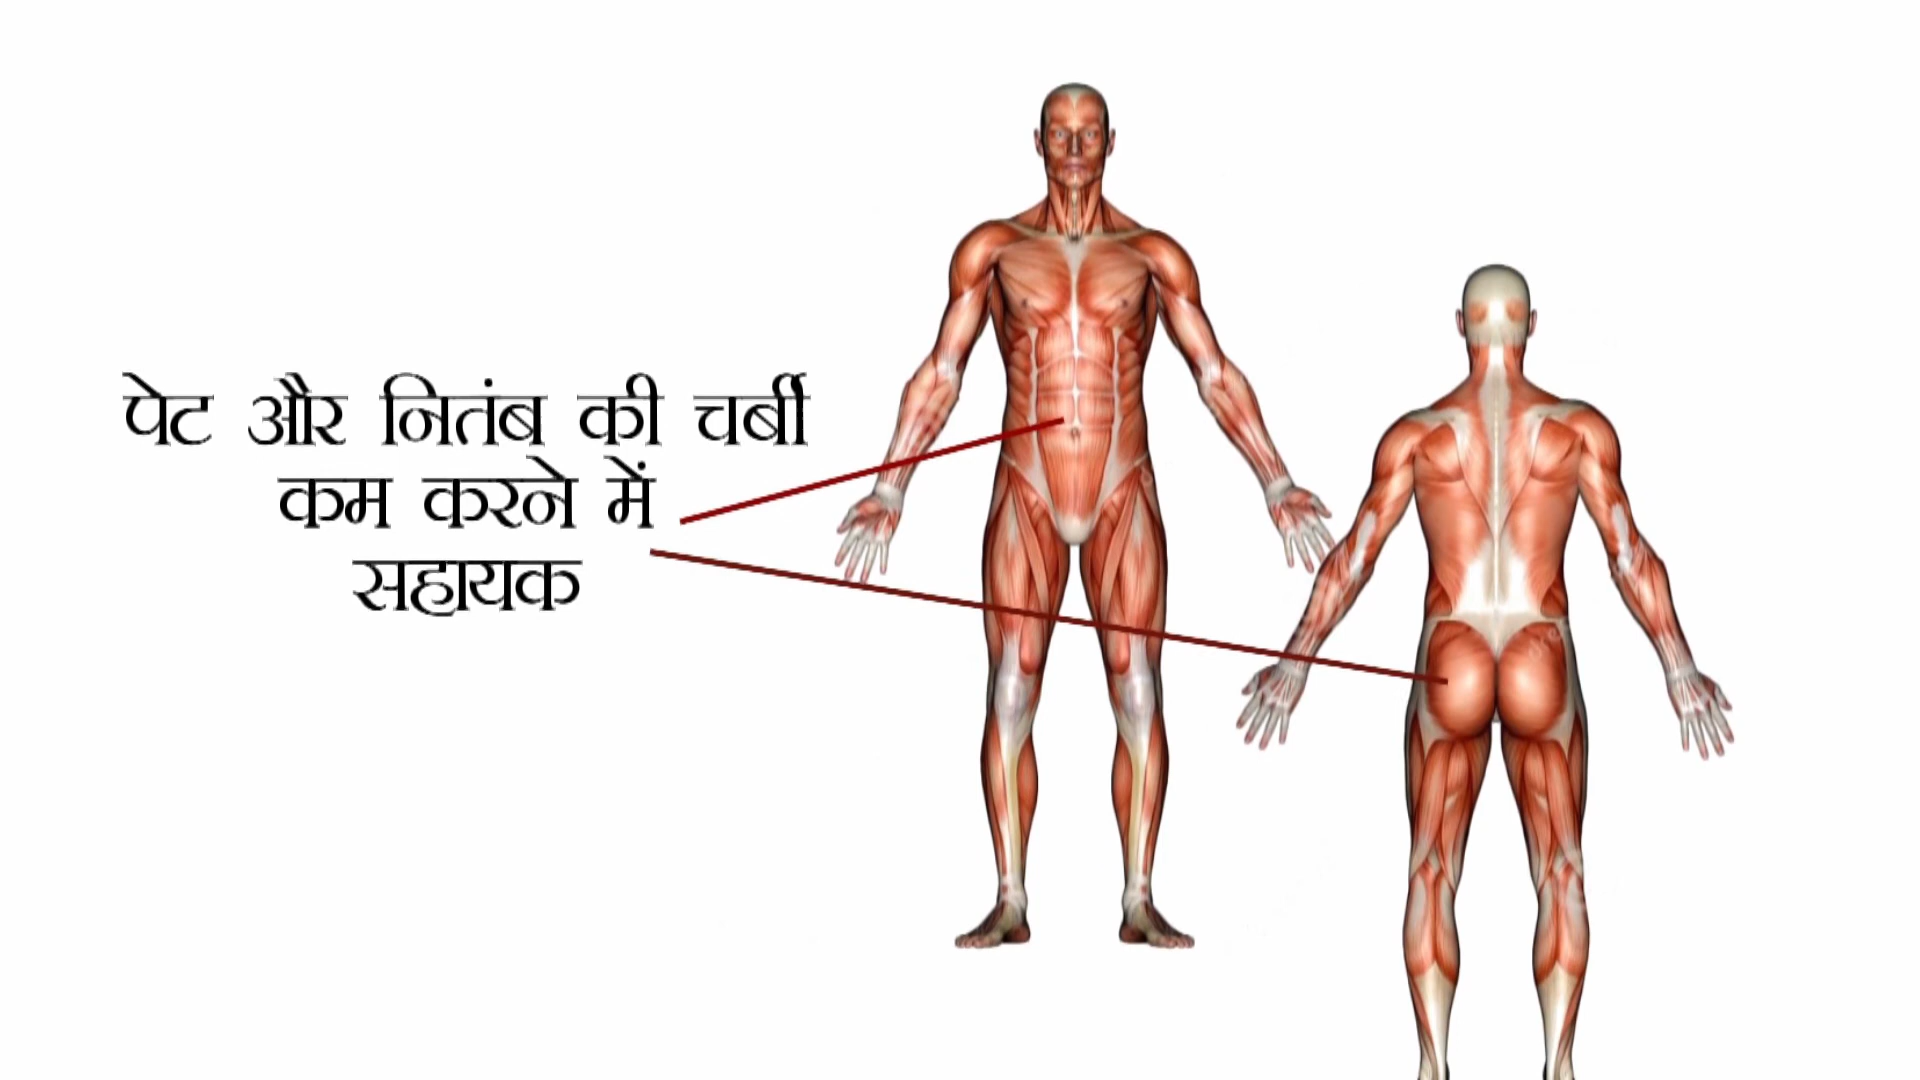 पेट और नितंब की चर्बी
कम करने में
सहायक